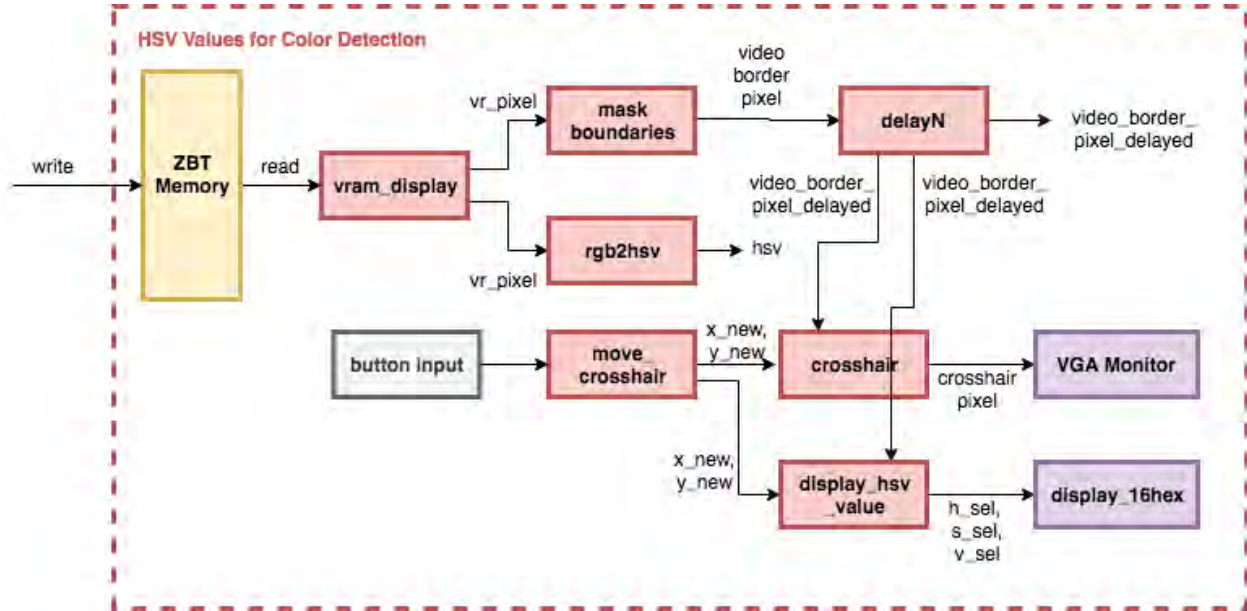 HSV Values for Color Detection
write
ZBT
Memory
read
vram_display
vr_pixel
mask
boundaries
video
border
pixel
delayN
video_border_
pixel_delayed
video_border_
pixel_delayed
video_border_
pixel_delayed
vr_pixel
rgb2hsv
hsv
button input
move_
crosshair
x_new,
y_new
crosshair
crosshair
pixel
VGA Monitor
x_new,
y_new
display_hsv
_value
h_sel,
s_sel,
v_sel
display_16hex